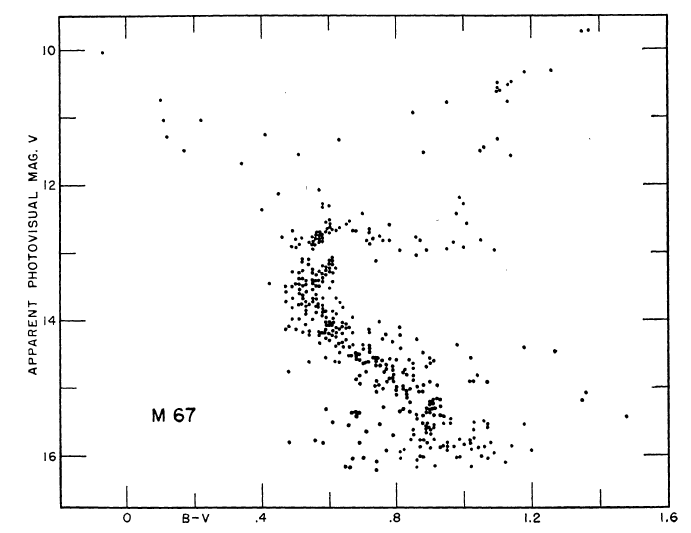 10
12
14
16
APPARENT PHOTOVISUAL MAG. V
M 67
0 B-V .4 .8 1.2 1.6